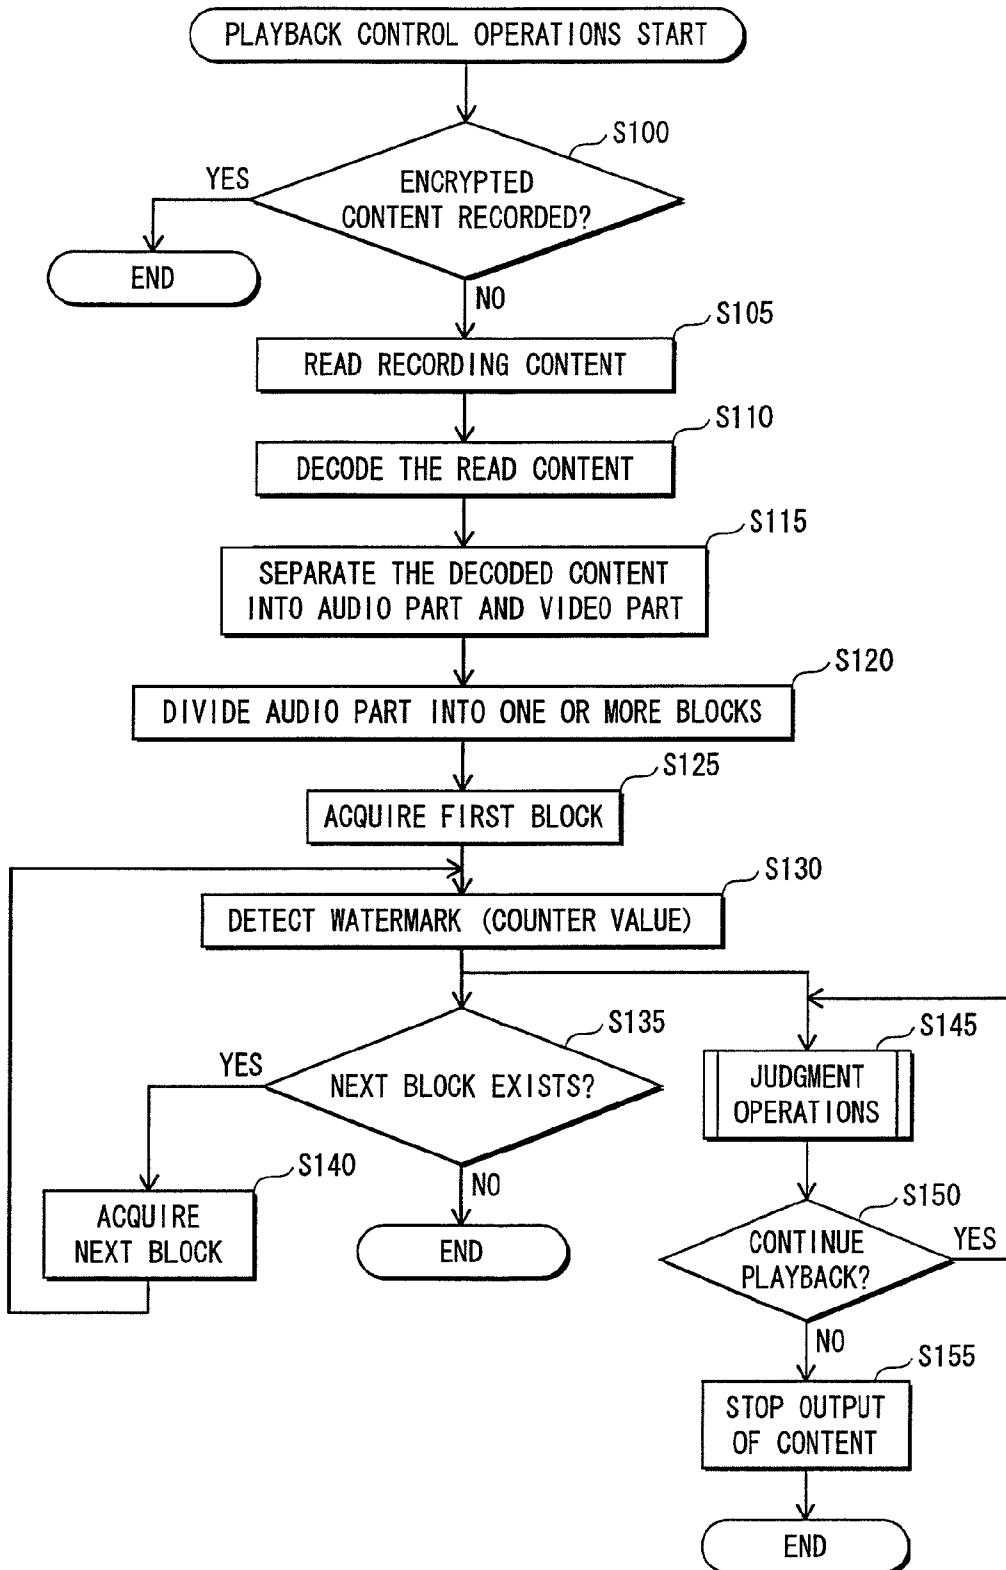 PLAYBACK CONTROL OPERATIONS START
S100
YES
ENCRYPTED
CONTENT RECORDED?
END
NO
S105
READ RECORDING CONTENT
S110
DECODE THE READ CONTENT
S115
SEPARATE THE DECODED CONTENT
INTO AUDIO PART AND VIDEO PART
S120
DIVIDE AUDIO PART INTO ONE OR MORE BLOCKS
S125
ACQUIRE FIRST BLOCK
S130
DETECT WATERMARK (COUNTER VALUE)
S135
YES
NEXT BLOCK EXISTS?
S140
ACQUIRE
NEXT BLOCK
NO
END
S145
JUDGMENT
OPERATIONS
S150
CONTINUE
PLAYBACK?
YES
NO
S155
STOP OUTPUT
OF CONTENT
END